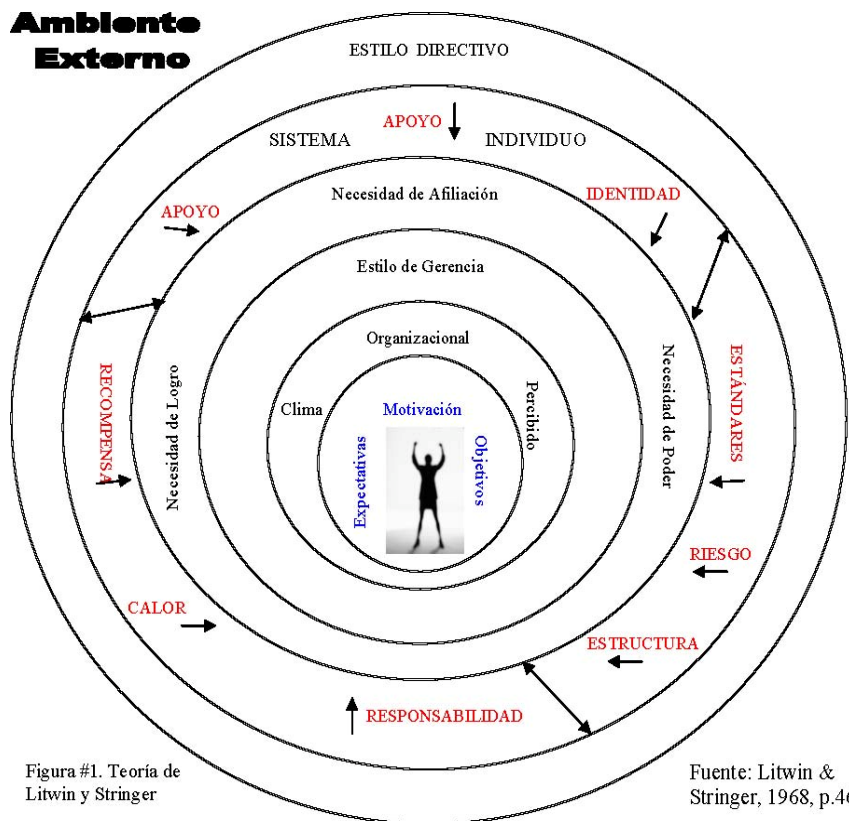 Ambiente
Externo
ESTILO DIRECTIVO
APOYO
SISTEMA
INDIVIDUO
Necesidad de Afiliación
IDENTIDAD
APOYO
Estilo de Gerencia
Organizacional
RECOMPENSA
Necesidad de Logro
Clima
Motivación
Percibido
Necesidad de Poder
ESTÁNDARES
Expectativas
Objetivos
RIESGO
CALOR
ESTRUCTURA
RESPONSABILIDAD
Figura #1. Teoría de
Litwin y Stringer
Fuente: Litwin &
Stringer, 1968, p.46